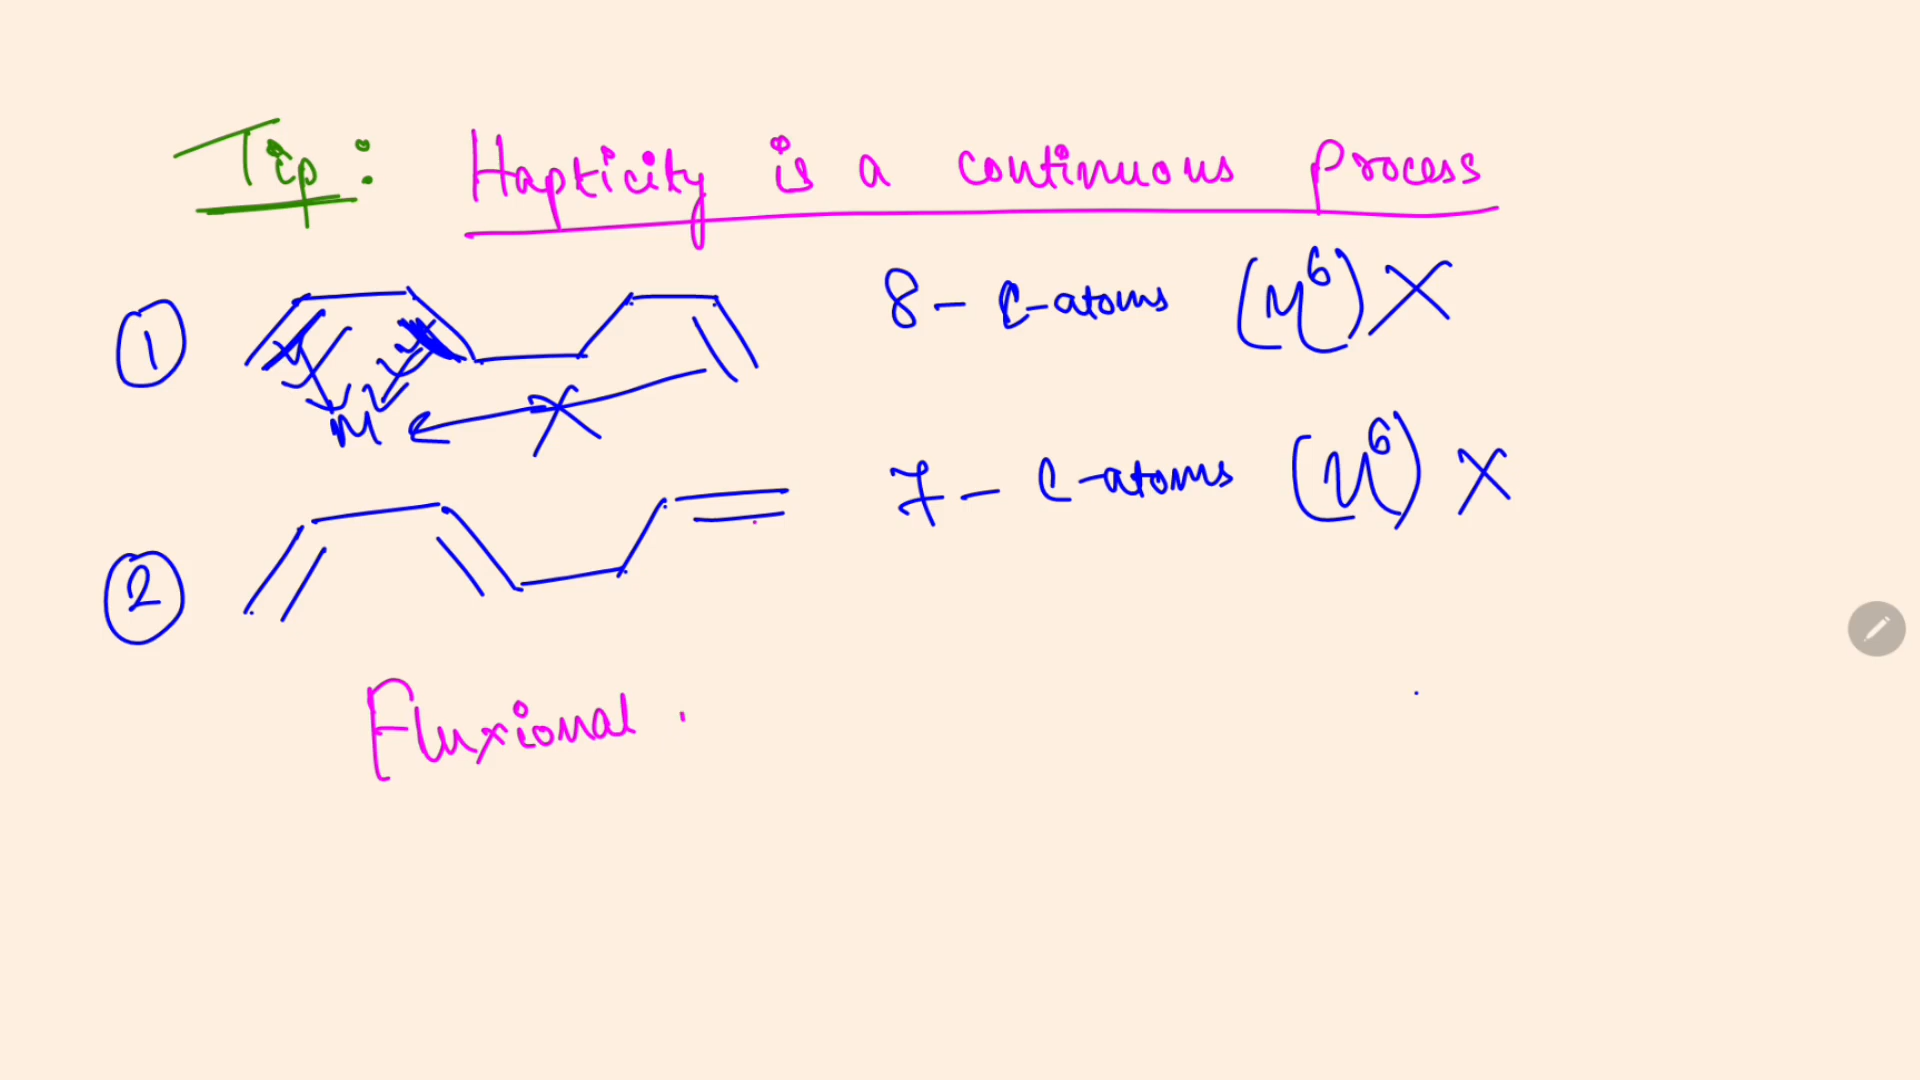 Tip: Hapticity is a continuous Process
1 8- C-atoms (η⁶) X
M
2 7- C-atoms (η⁶) X
Fluxional.